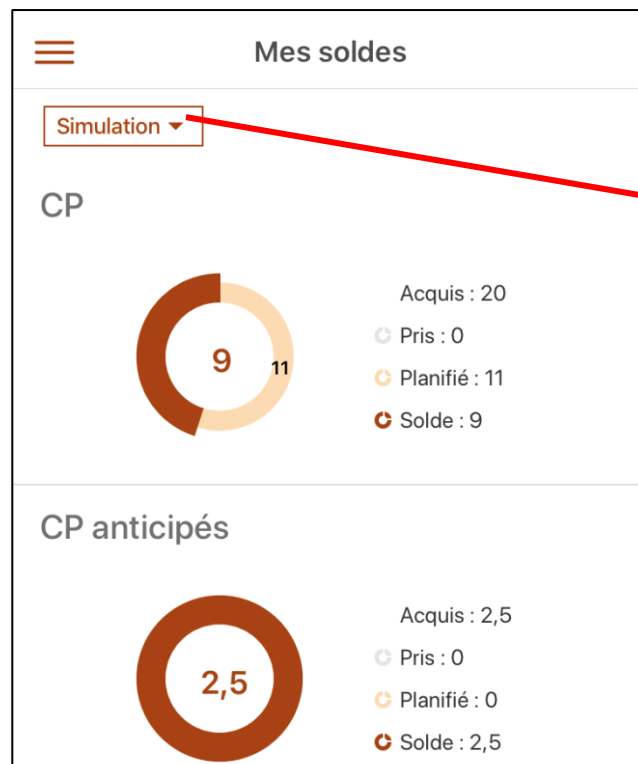 Mes soldes
Simulation
CP
9
11
Acquis : 20
Pris : 0
Planifié : 11
Solde : 9
CP anticipés
2,5
Acquis : 2,5
Pris : 0
Planifié : 0
Solde : 2,5